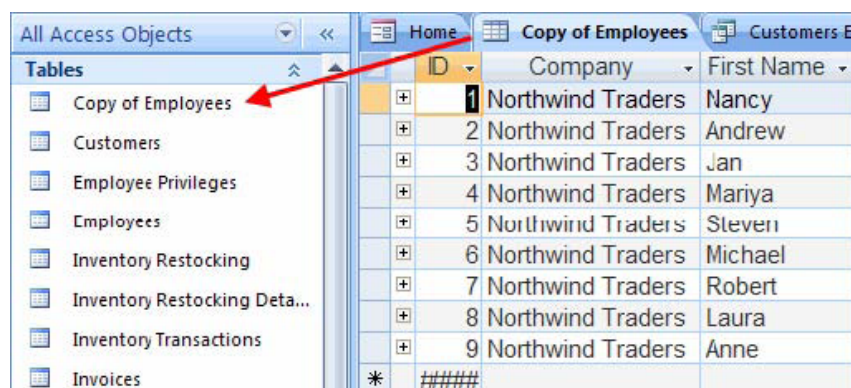 All Access Objects
Tables
Copy of Employees
Customers
Employee Privileges
Employees
Inventory Restocking
Inventory Restocking Deta...
Inventory Transactions
Invoices
Home Copy of Employees Customers E
ID Company First Name
1 Northwind Traders Nancy
2 Northwind Traders Andrew
3 Northwind Traders Jan
4 Northwind Traders Mariya
5 Northwind Traders Steven
6 Northwind Traders Michael
7 Northwind Traders Robert
8 Northwind Traders Laura
9 Northwind Traders Anne
* #####